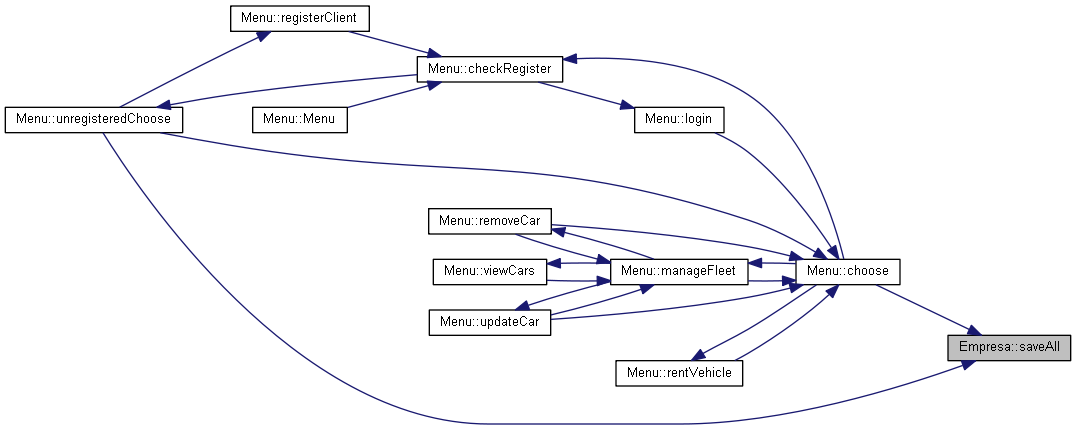 Menu::registerClient
Menu::checkRegister
Menu::unregisteredChoose
Menu::Menu
Menu::login
Menu::removeCar
Menu::viewCars
Menu::manageFleet
Menu::choose
Menu::updateCar
Empresa::saveAll
Menu::rentVehicle